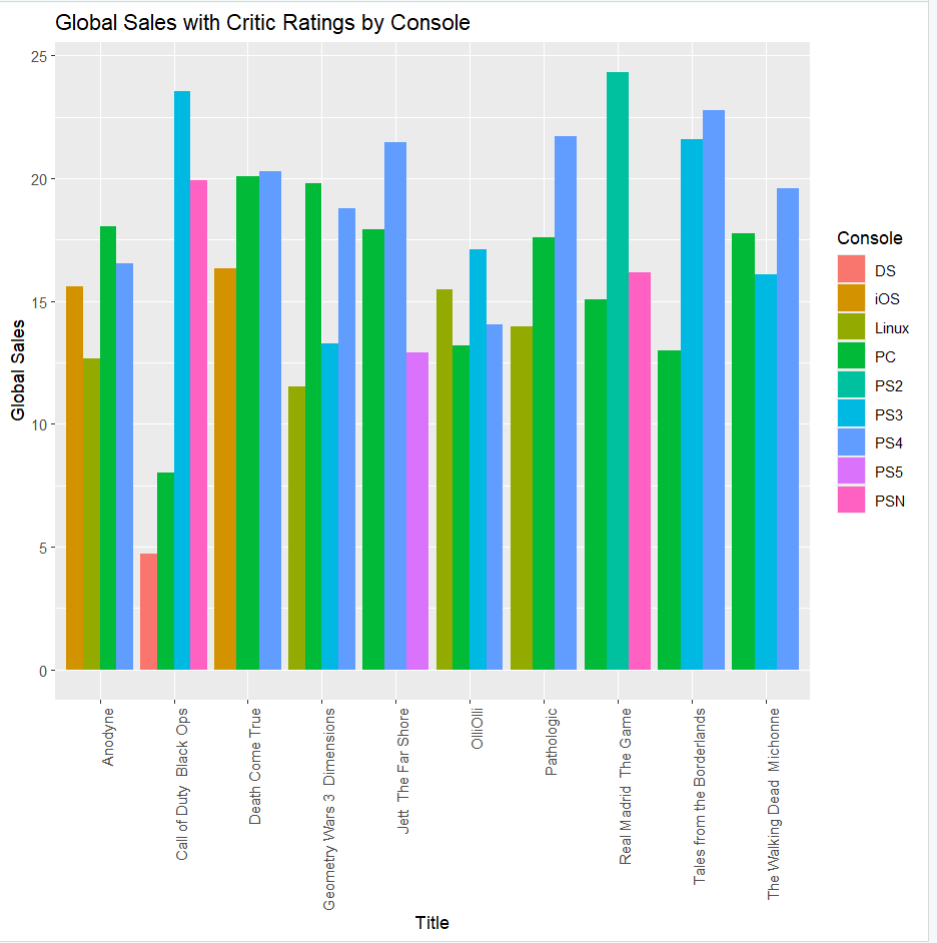 Global Sales with Critic Ratings by Console
25
20
15
10
5
0
Global Sales
Anodyne
Call of Duty  Black Ops
Death Come True
Geometry Wars 3  Dimensions
Jett  The Far Shore
OlliOlli
Pathologic
Real Madrid  The Game
Tales from the Borderlands
The Walking Dead  Michonne
Title
Console
DS
iOS
Linux
PC
PS2
PS3
PS4
PS5
PSN